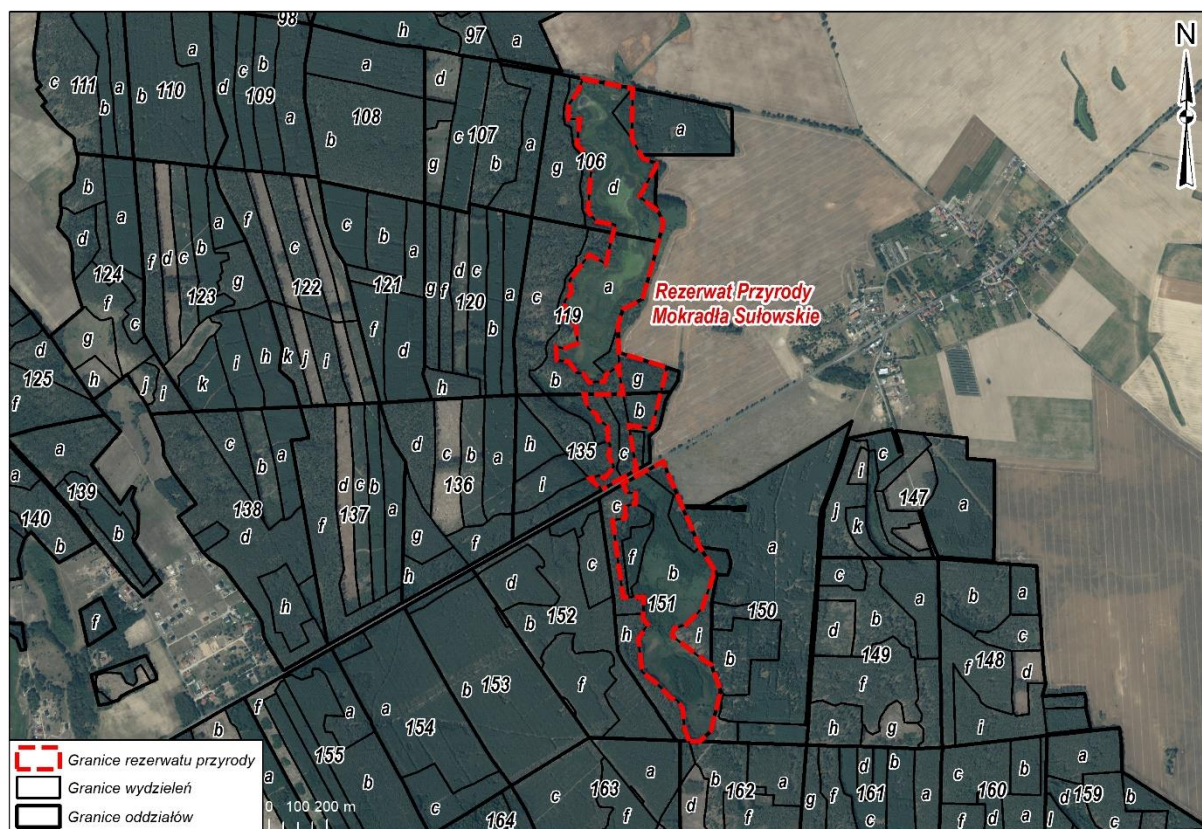 98
h
97
a
N
c
111
a
b
b
110
a
d
c
b
109
a
a
108
b
d
c
107
g
b
a
g
106
d
a
b
d
a
124
f
c
g
h
j
i
f
d
c
b
a
123
f
g
k
i
h
k
j
i
c
122
c
b
a
121
f
d
g
f
d
c
120
b
a
h
c
119
a
b
g
b
Rezerwat Przyrody
Mokradła Sułowskie
d
125
f
a
a
139
140
b
b
f
c
b
a
138
d
h
f
d
c
b
137
a
h
d
c
b
a
136
g
f
h
135
i
c
c
f
b
151
h
i
d
c
b
152
f
a
150
b
i
c
j
k
147
a
c
b
a
d
149
f
h
g
b
a
c
f
148
d
i
b
f
a
155
b
a
a
154
c
b
153
a
c
163
f
164
d
b
a
162
f
g
f
d
b
161
a
c
c
b
160
f
d
a
a
159
b
d
l
c
Granice rezerwatu przyrody
Granice wydzieleń
Granice oddziałów
0 100 200 m